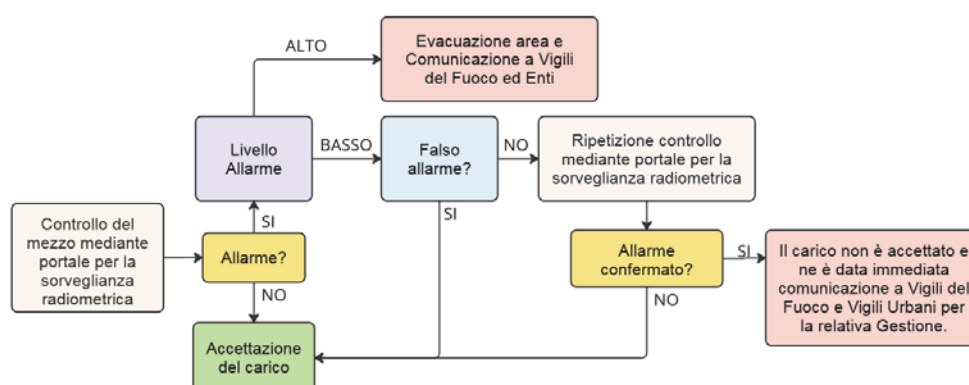 ALTO
Evacuazione area e
Comunicazione a Vigili
del Fuoco ed Enti
Livello
Allarme
BASSO
Falso
allarme?
NO
Ripetizione controllo
mediante portale per la
sorveglianza radiometrica
SI
SI
Controllo del
mezzo mediante
portale per la
sorveglianza
radiometrica
Allarme?
Allarme
confermato?
SI
Il carico non è accettato e
ne è data immediata
comunicazione a Vigili del
Fuoco e Vigili Urbani per
la relativa Gestione.
NO
NO
Accettazione
del carico